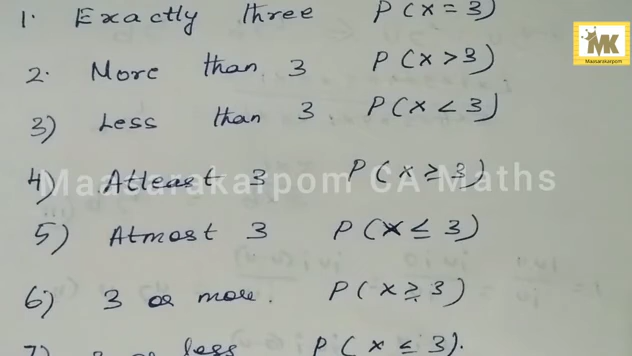 MK
Maasarakarpom
1. Exactly three P(x = 3)
2. More than 3 P(x > 3)
3) Less than 3. P(x < 3)
Maasarakarpom CA Maths
4) Atleast 3 P(x ≥ 3)
5) Atmost 3 P(x ≤ 3)
6) 3 or more. P(x ≥ 3)
7) or less P(x ≤ 3).